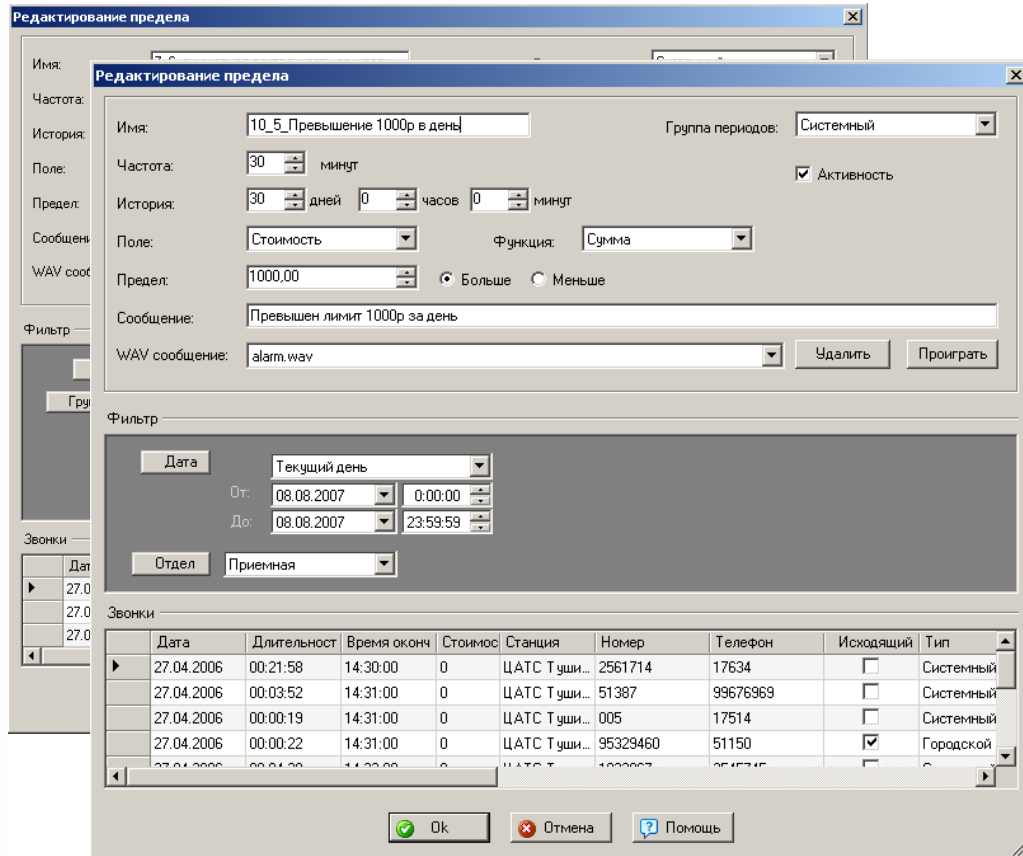 Редактирование предела
Имя:
Частота:
История:
Поле:
Предел:
WAV
Фильтр
Звонки
27.0
27.0
27.0
Редактирование предела
Имя: 10_5_Превышение 1000р в день Группа периодов: Системный
Частота: 30 минут Активность
История: 30 дней 0 часов 0 минут
Поле: Стоимость Функция: Сумма
Предел: 1000,00 Больше Меньше
Сообщение: Превышен лимит 1000р за день
WAV сообщение: alarm.wav Удалить Проиграть
Фильтр
Дата Текущий день
От: 08.08.2007 0:00:00
До: 08.08.2007 23:59:59
Отдел Приемная
Звонки
Дата Длительност Время оконч Стоимос Станция Номер Телефон Исходящий Тип
27.04.2006 00:21:58 14:30:00 0 ЦАТС Туши... 2561714 17634 Системный
27.04.2006 00:03:52 14:31:00 0 ЦАТС Туши... 51387 99676969 Системный
27.04.2006 00:00:19 14:31:00 0 ЦАТС Туши... 005 17514 Системный
27.04.2006 00:00:22 14:31:00 0 ЦАТС Туши... 95329460 51150 Городской
Ok Отмена Помощь